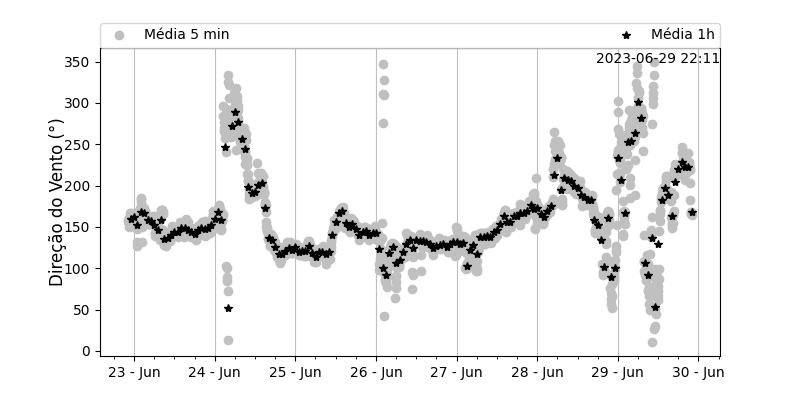 Média 5 min
Média 1h
2023-06-29 22:11
Direção do Vento (°)
350
300
250
200
150
100
50
0
23 - Jun
24 - Jun
25 - Jun
26 - Jun
27 - Jun
28 - Jun
29 - Jun
30 - Jun